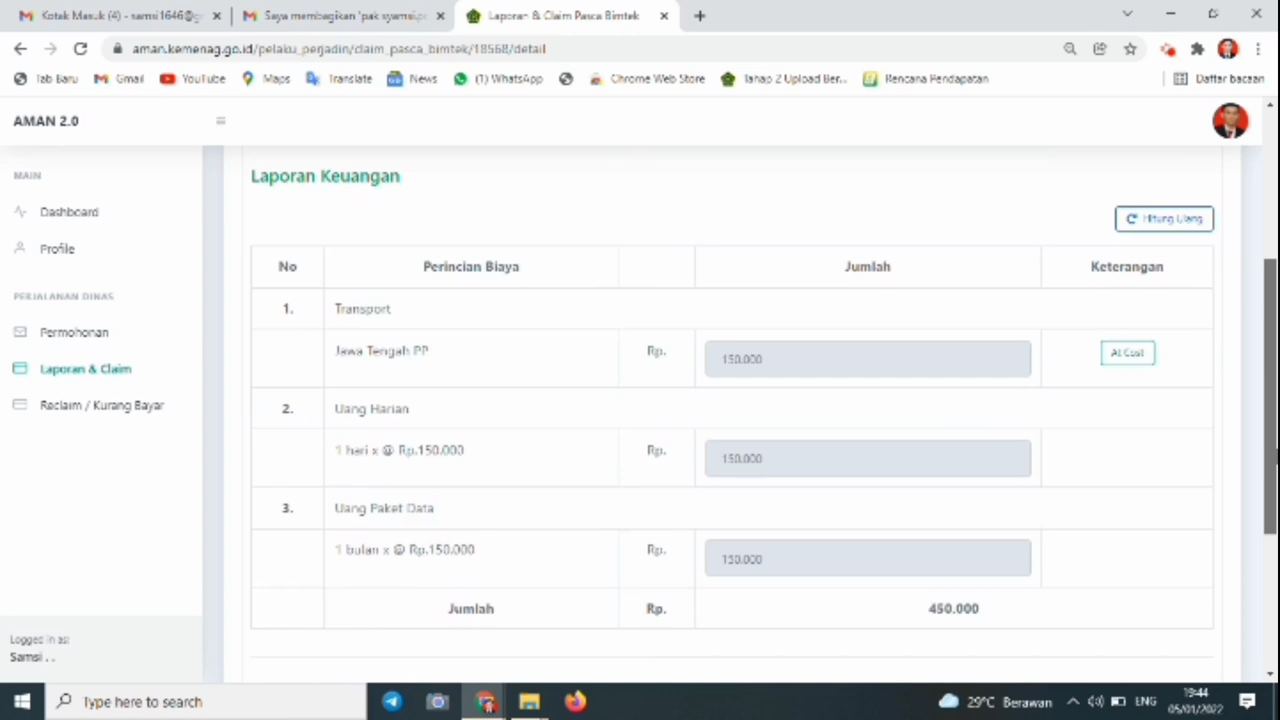 Kotak Masuk (4) - samsi1646@g
Saya membagikan 'pak syamsi.p
Laporan & Claim Pasca Bimtek
aman.kemenag.go.id/pelaku_perjadin/claim_pasca_bimtek/18568/detail
Tab Baru
Gmail
YouTube
Maps
Translate
News
(1) WhatsApp
Chrome Web Store
Tahap 2 Upload Ber...
Rencana Pendapatan
Daftar bacaan
AMAN 2.0
MAIN
Dashboard
Profile
PERJALANAN DINAS
Permohonan
Laporan & Claim
Reclaim / Kurang Bayar
Logged in as:
Samsi . .
Laporan Keuangan
Hitung Ulang
No Perincian Biaya Jumlah Keterangan
1. Transport
Jawa Tengah PP Rp. 150.000 At Cost
2. Uang Harian
1 hari x @ Rp.150.000 Rp. 150.000
3. Uang Paket Data
1 bulan x @ Rp.150.000 Rp. 150.000
Jumlah Rp. 450.000
Type here to search
29°C Berawan
ENG
19:44
05/01/2022